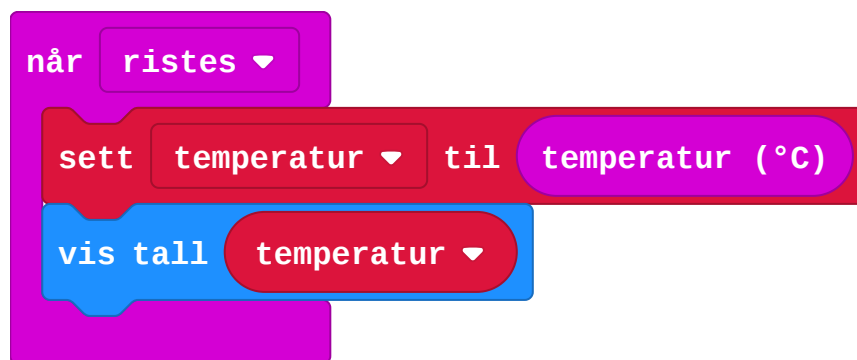 når ristes
sett temperatur til temperatur (°C)
vis tall temperatur